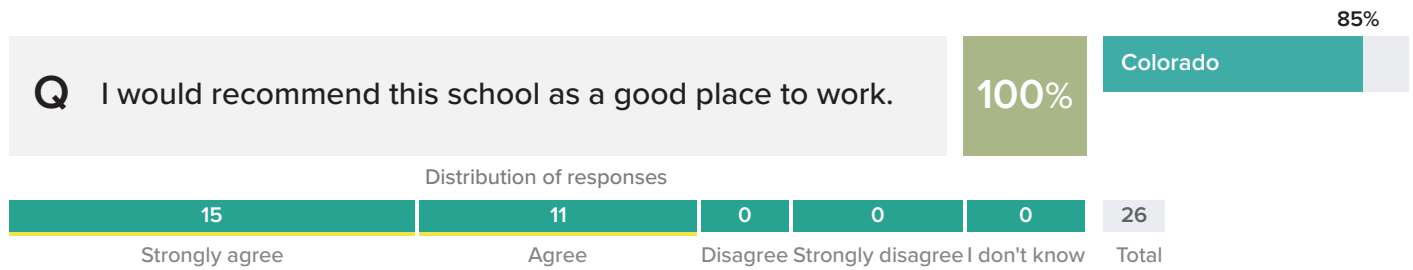 85%
Q I would recommend this school as a good place to work.
100%
Colorado
Distribution of responses
15 11 0 0 0 26
Strongly agree Agree Disagree Strongly disagree I don't know Total